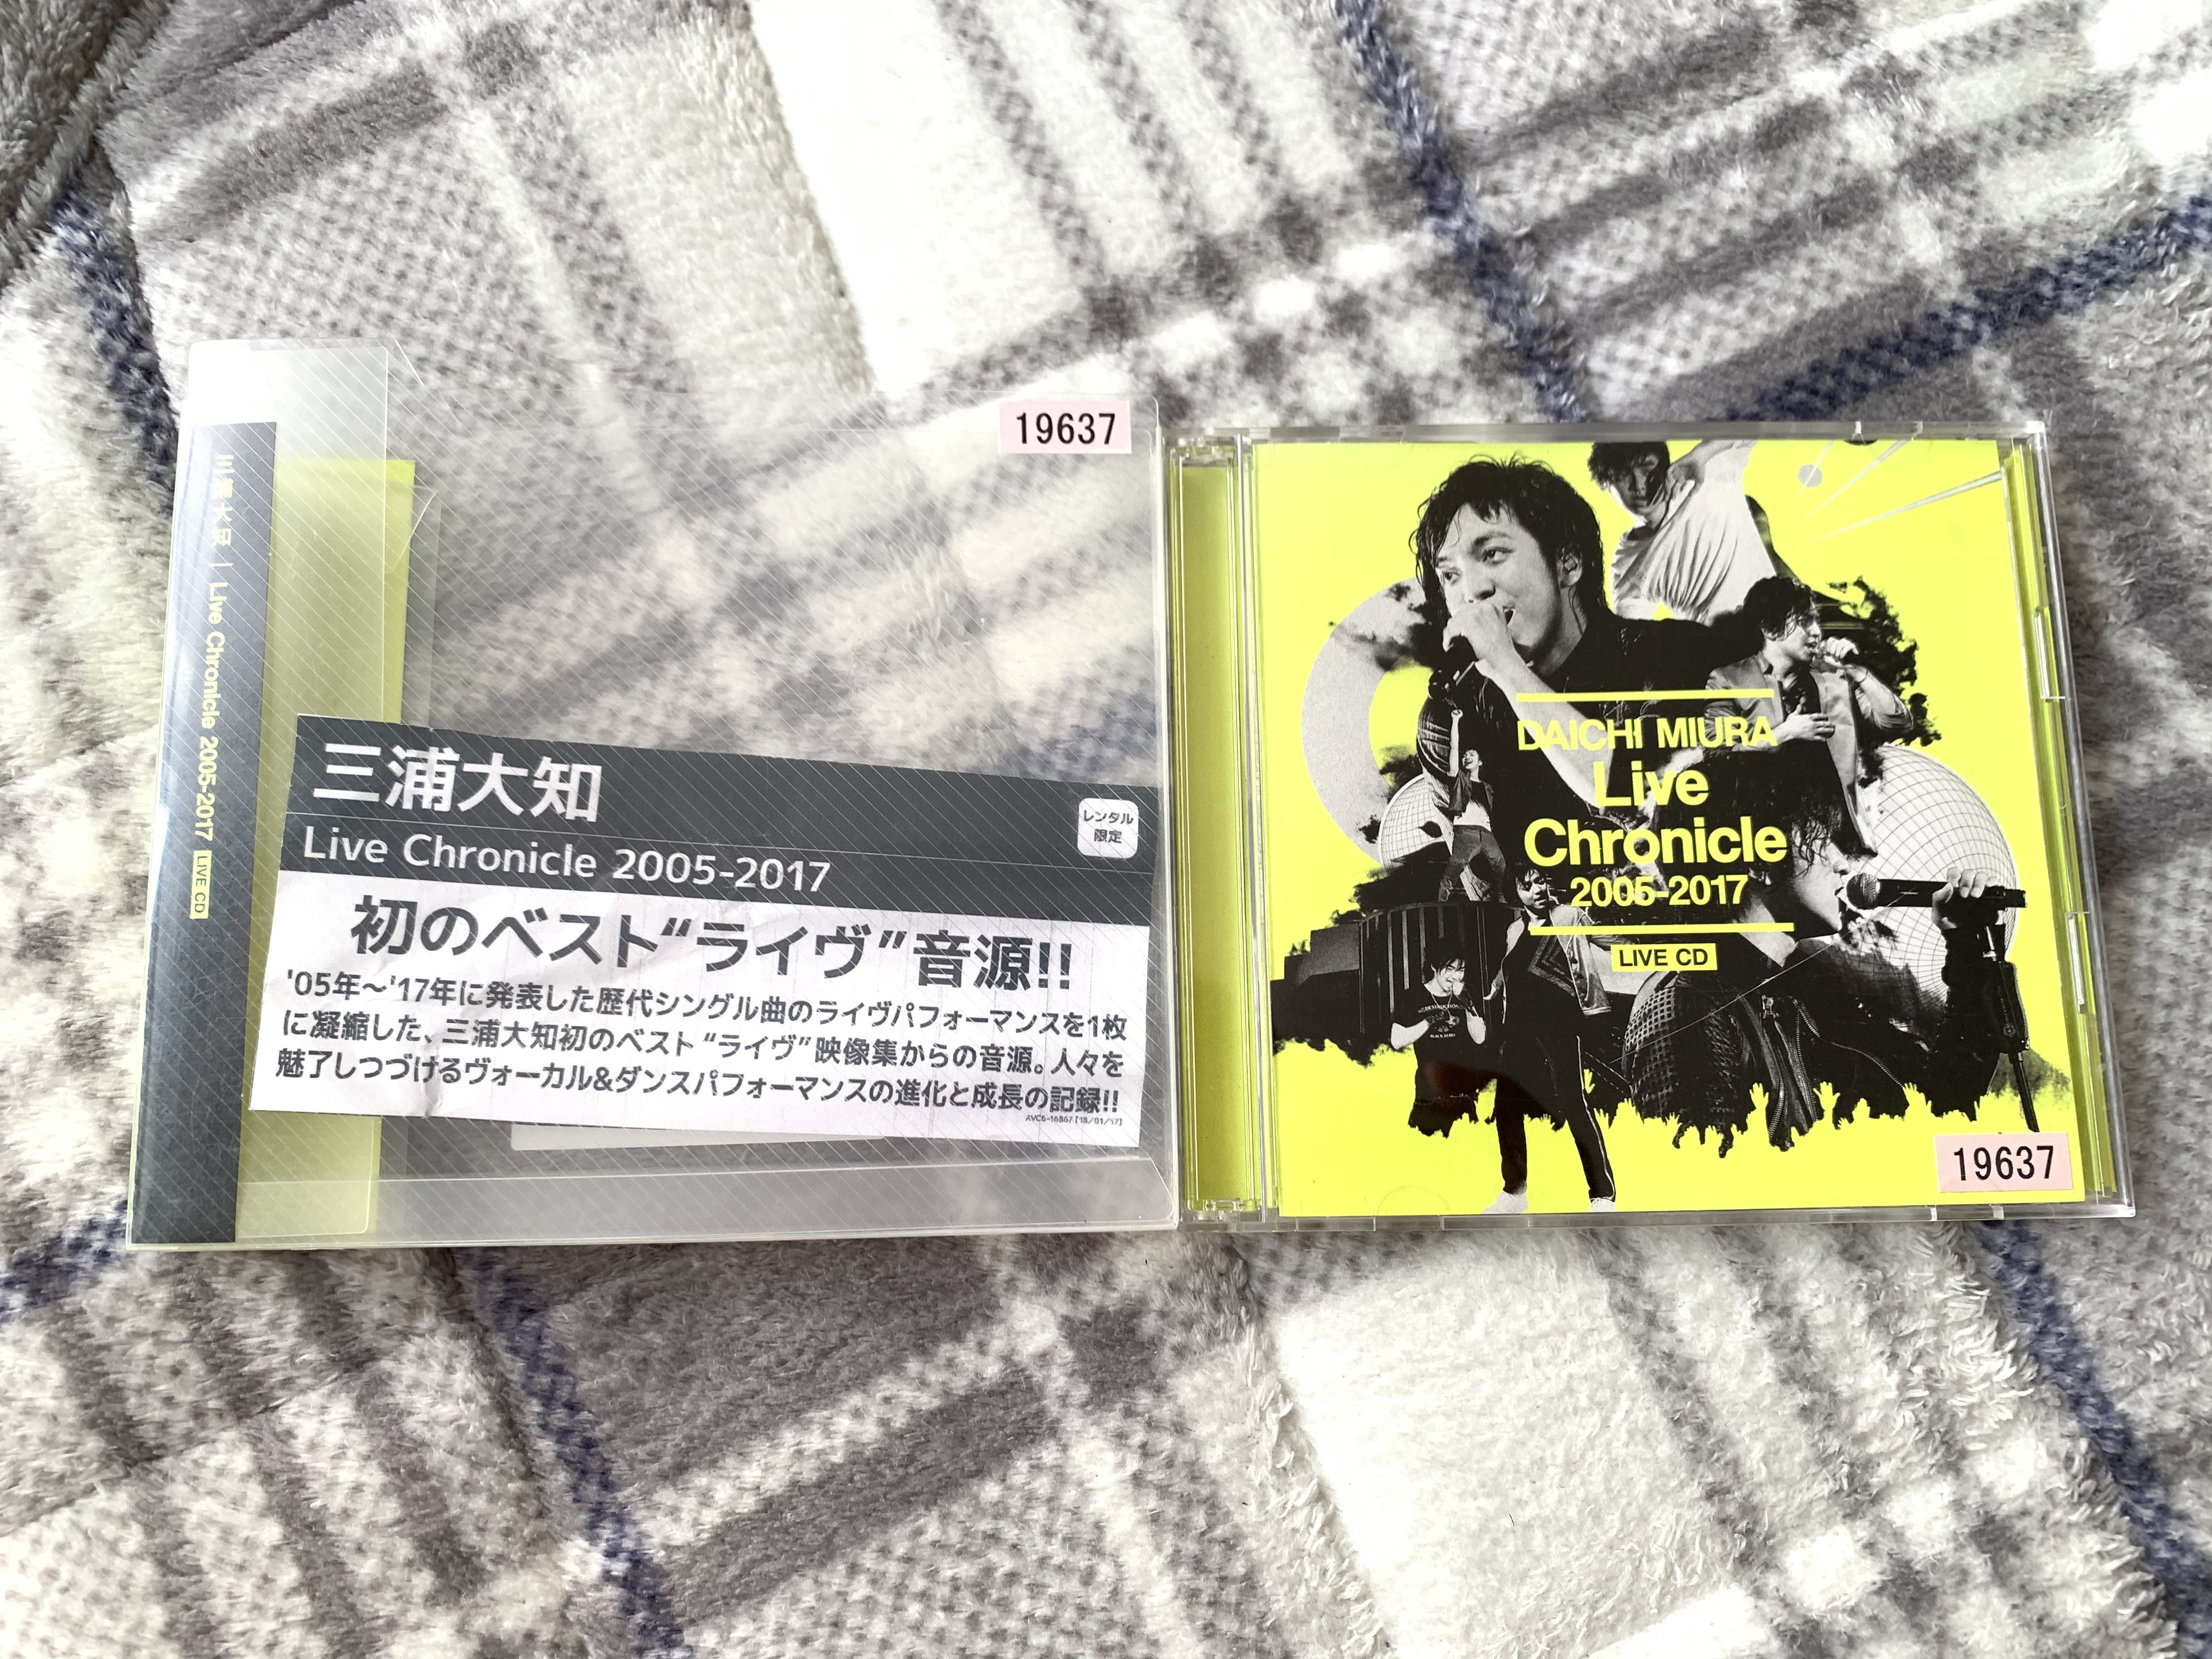 三浦大知 | Live Chronicle 2005-2017 LIVE CD
19637
三浦大知
Live Chronicle 2005-2017
レンタル
限定
初のベスト“ライヴ”音源!!
'05年～'17年に発表した歴代シングル曲のライヴパフォーマンスを1枚
に凝縮した、三浦大知初のベスト“ライヴ”映像集からの音源。人々を
魅了しつづけるヴォーカル&ダンスパフォーマンスの進化と成長の記録!!
DAICHI MIURA
Live
Chronicle
2005-2017
LIVE CD
19637